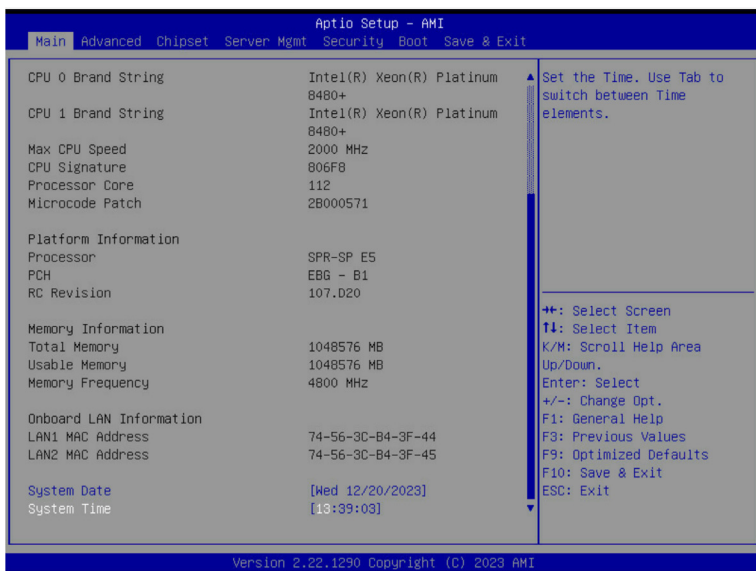 Aptio Setup – AMI
Main Advanced Chipset Server Mgmt Security Boot Save & Exit
CPU 0 Brand String Intel(R) Xeon(R) Platinum
8480+
CPU 1 Brand String Intel(R) Xeon(R) Platinum
8480+
Max CPU Speed 2000 MHz
CPU Signature 806F8
Processor Core 112
Microcode Patch 2B000571
Platform Information
Processor SPR-SP E5
PCH EBG - B1
RC Revision 107.D20
Memory Information
Total Memory 1048576 MB
Usable Memory 1048576 MB
Memory Frequency 4800 MHz
Onboard LAN Information
LAN1 MAC Address 74-56-3C-B4-3F-44
LAN2 MAC Address 74-56-3C-B4-3F-45
System Date [Wed 12/20/2023]
System Time [13:39:03]
Set the Time. Use Tab to
switch between Time
elements.
→←: Select Screen
↑↓: Select Item
K/M: Scroll Help Area
Up/Down.
Enter: Select
+/-: Change Opt.
F1: General Help
F3: Previous Values
F9: Optimized Defaults
F10: Save & Exit
ESC: Exit
Version 2.22.1290 Copyright (C) 2023 AMI